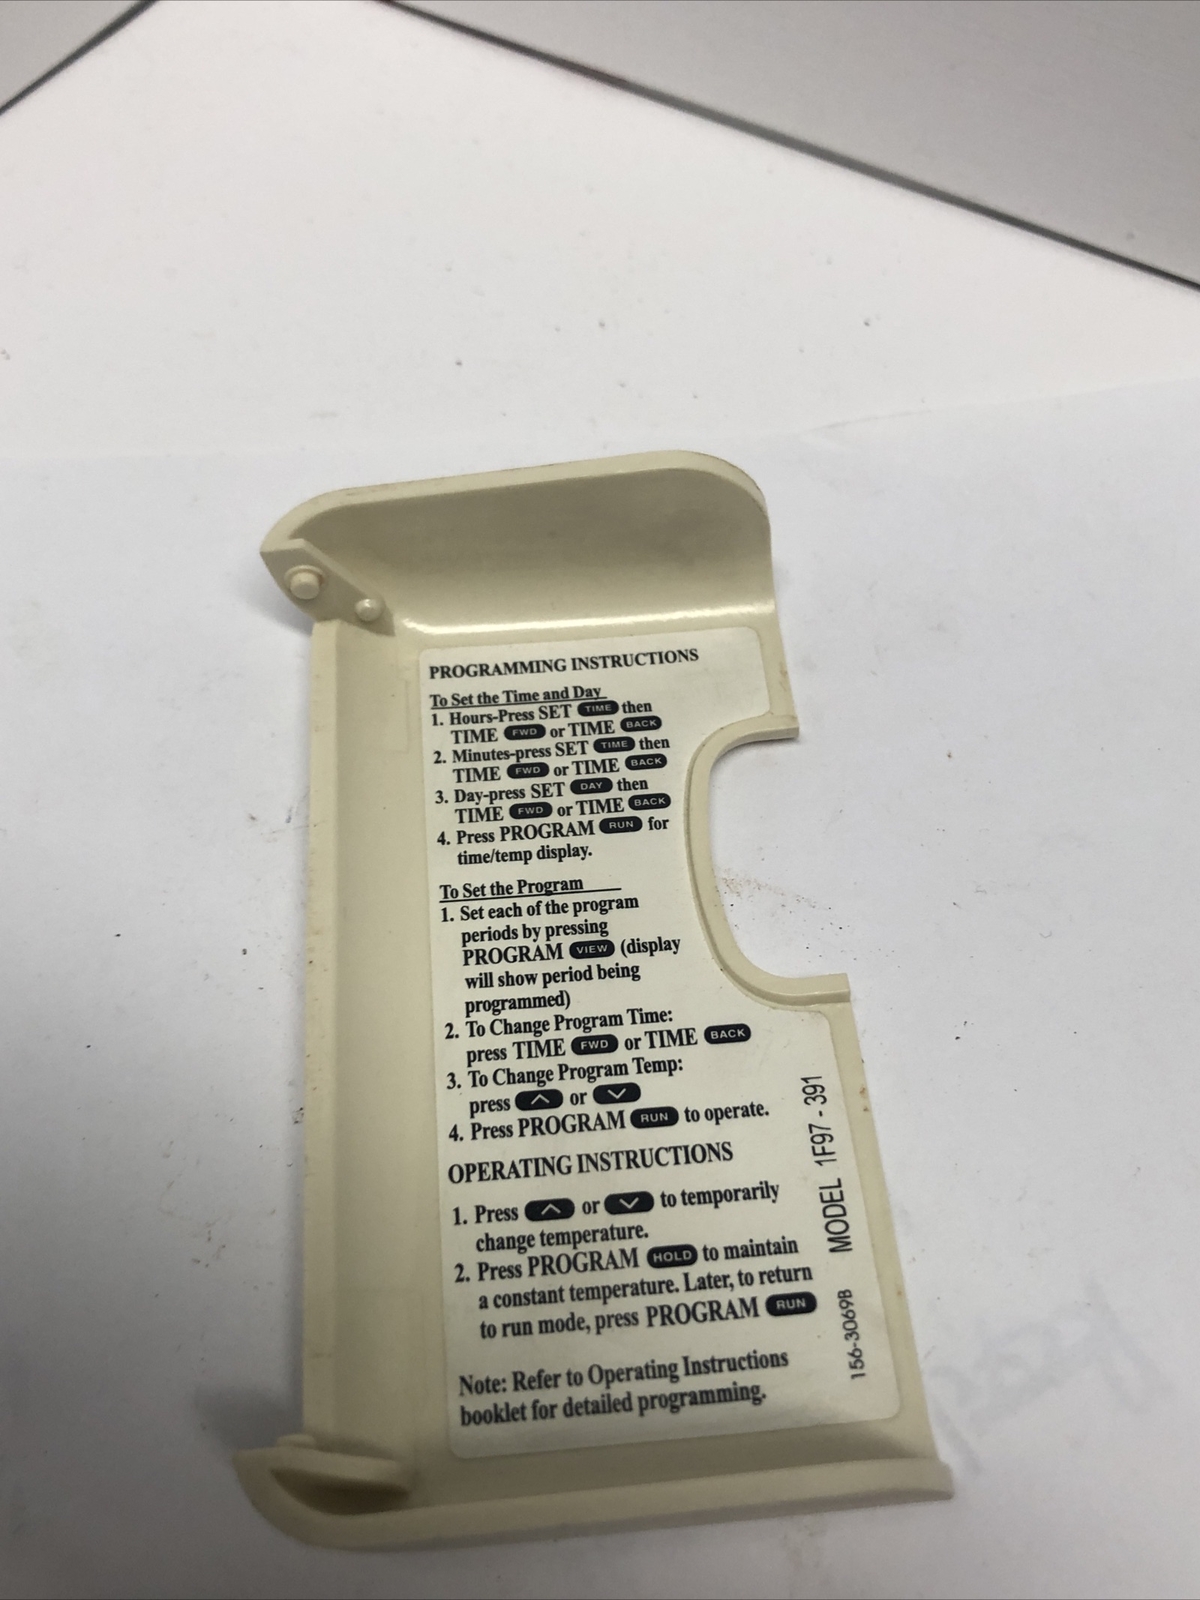 PROGRAMMING INSTRUCTIONS
To Set the Time and Day
1. Hours-Press SET TIME then
TIME FWD or TIME BACK
2. Minutes-press SET TIME then
TIME FWD or TIME BACK
3. Day-press SET DAY then
TIME FWD or TIME BACK
4. Press PROGRAM RUN for
time/temp display.
To Set the Program
1. Set each of the program
periods by pressing
PROGRAM VIEW (display
will show period being
programmed)
2. To Change Program Time:
press TIME FWD or TIME BACK
3. To Change Program Temp:
press or
4. Press PROGRAM RUN to operate.
OPERATING INSTRUCTIONS
1. Press or to temporarily
change temperature.
2. Press PROGRAM HOLD to maintain
a constant temperature. Later, to return
to run mode, press PROGRAM RUN
Note: Refer to Operating Instructions
booklet for detailed programming.
156-3069B MODEL 1F97 - 391